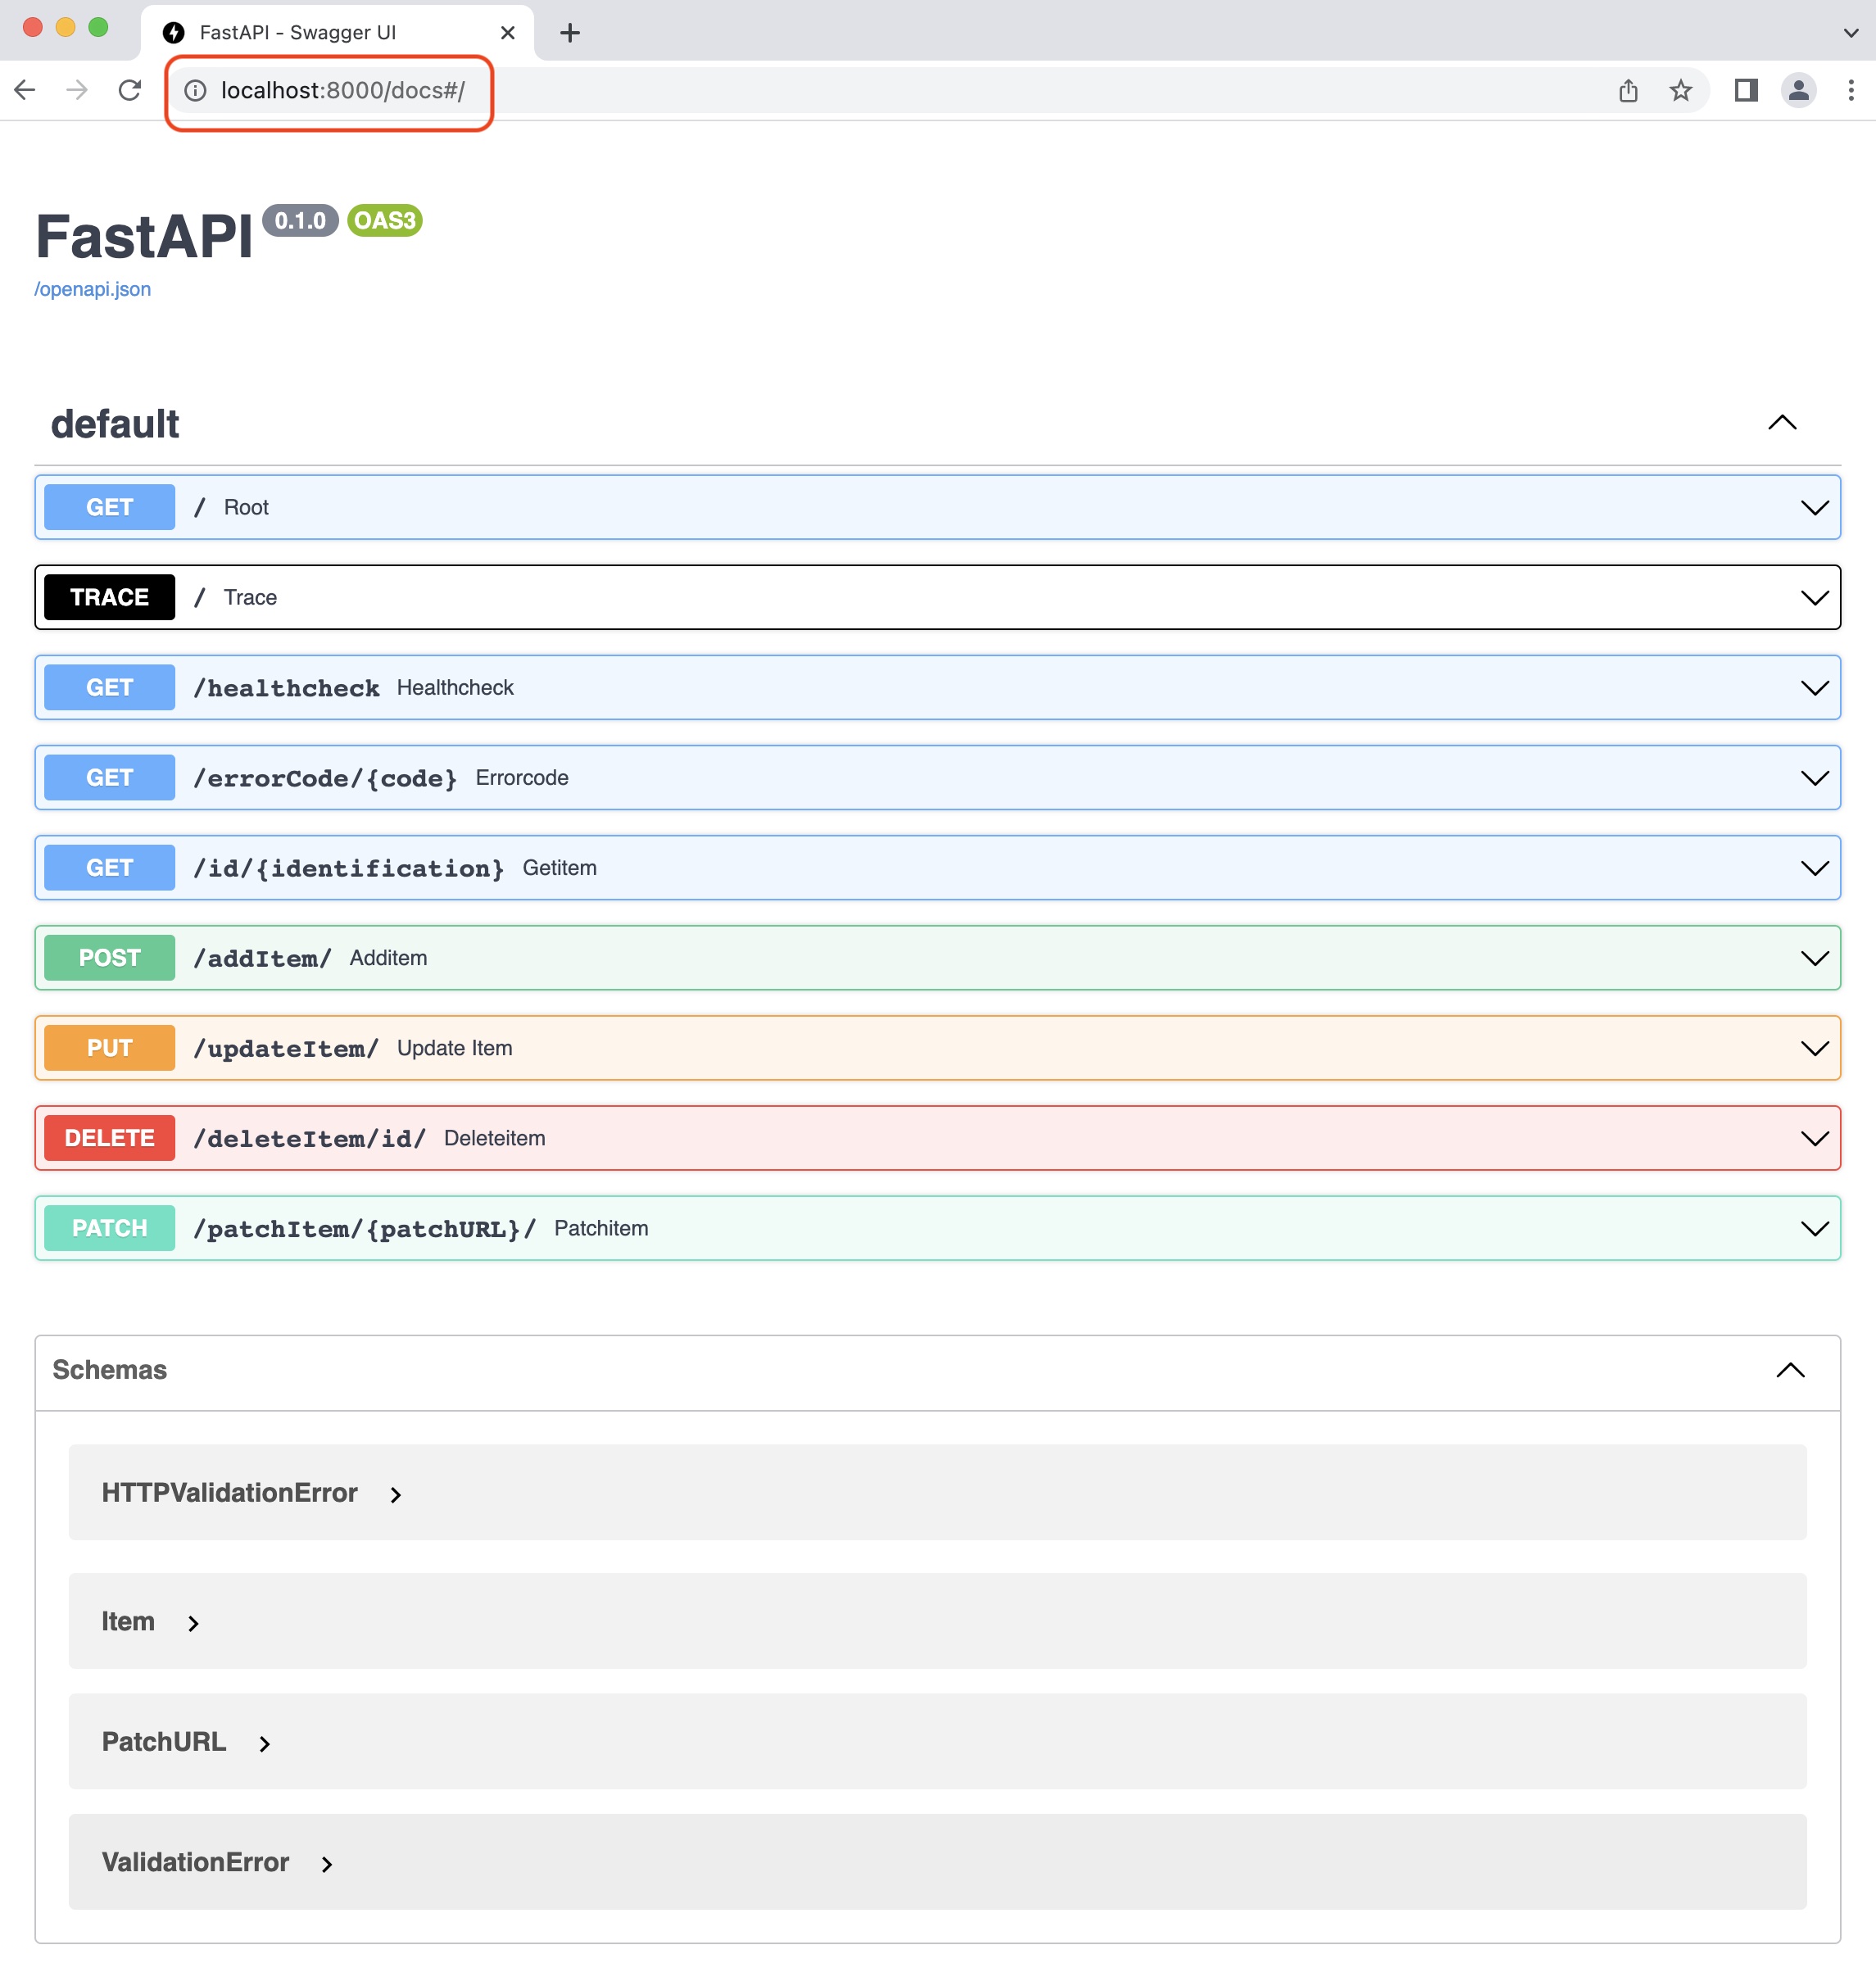 FastAPI - Swagger UI
localhost:8000/docs#/
FastAPI 0.1.0 OAS3
/openapi.json
default
GET / Root
TRACE / Trace
GET /healthcheck Healthcheck
GET /errorCode/{code} Errorcode
GET /id/{identification} Getitem
POST /addItem/ Additem
PUT /updateItem/ Update Item
DELETE /deleteItem/id/ Deleteitem
PATCH /patchItem/{patchURL}/ Patchitem
Schemas
HTTPValidationError
Item
PatchURL
ValidationError